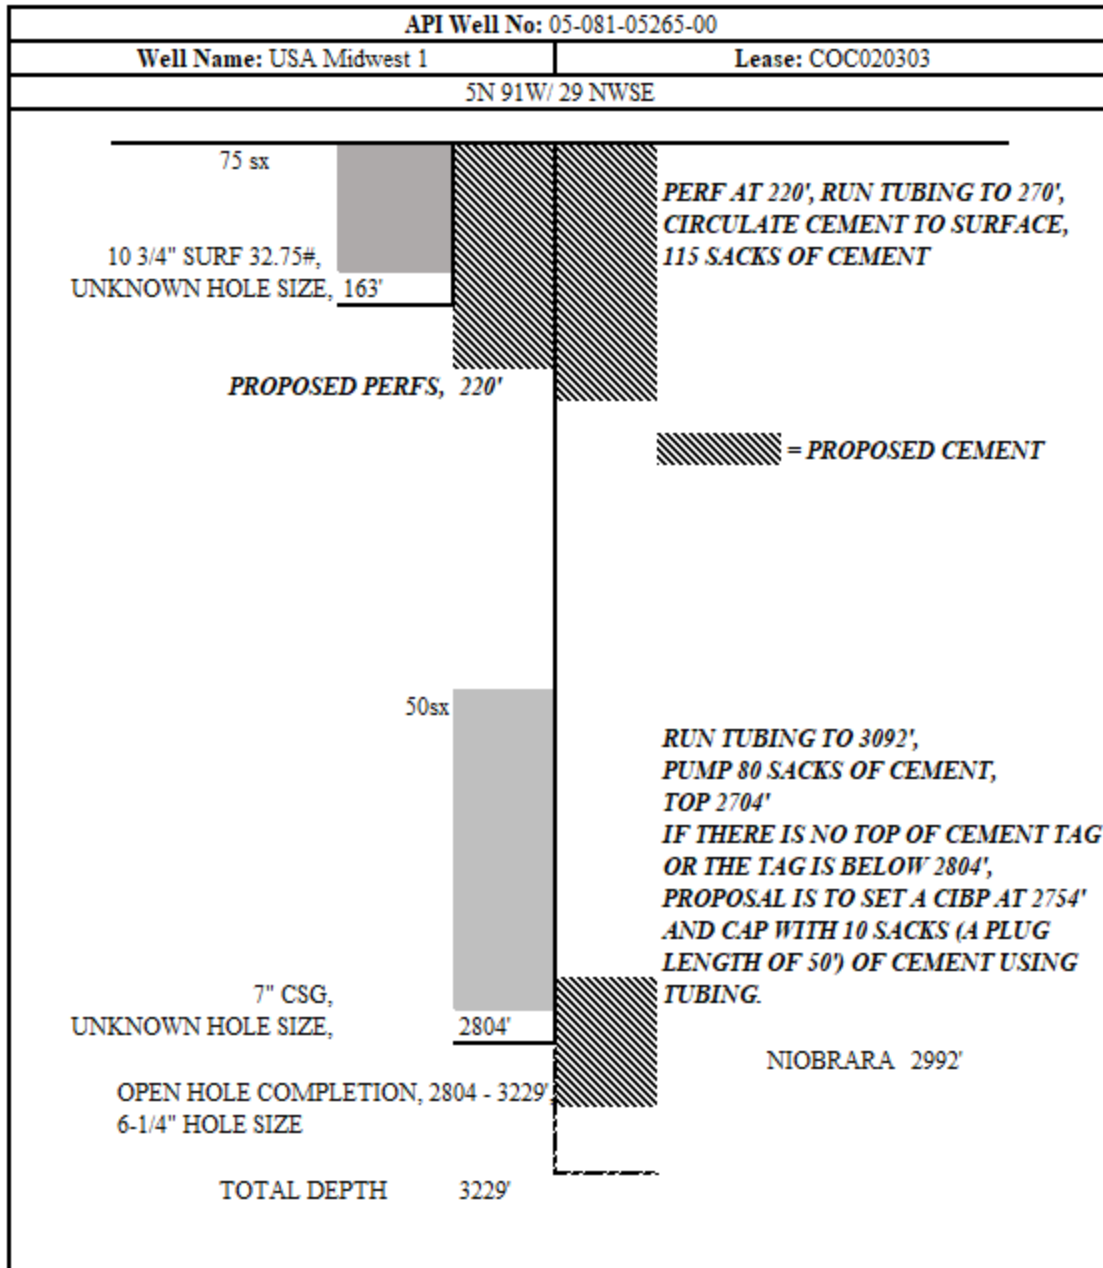 API Well No: 05-081-05265-00
Well Name: USA Midwest 1
Lease: COC020303
5N 91W/ 29 NWSE
75 sx
PERF AT 220', RUN TUBING TO 270',
CIRCULATE CEMENT TO SURFACE,
115 SACKS OF CEMENT
10 3/4" SURF 32.75#,
UNKNOWN HOLE SIZE, 163'
PROPOSED PERFS, 220'
= PROPOSED CEMENT
50sx
RUN TUBING TO 3092',
PUMP 80 SACKS OF CEMENT,
TOP 2704'
IF THERE IS NO TOP OF CEMENT TAG
OR THE TAG IS BELOW 2804',
PROPOSAL IS TO SET A CIBP AT 2754'
AND CAP WITH 10 SACKS (A PLUG
LENGTH OF 50') OF CEMENT USING
TUBING.
7" CSG,
UNKNOWN HOLE SIZE, 2804'
NIOBRARA 2992'
OPEN HOLE COMPLETION, 2804 - 3229',
6-1/4" HOLE SIZE
TOTAL DEPTH 3229'